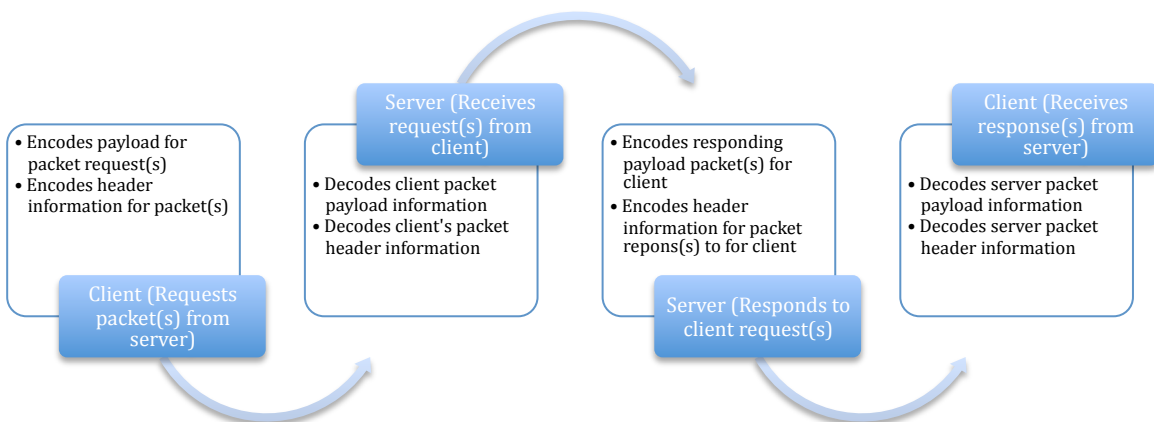 • Encodes payload for
packet request(s)
• Encodes header
information for packet(s)
Client (Requests
packet(s) from
server)
Server (Receives
request(s) from
client)
• Decodes client packet
payload information
• Decodes client's packet
header information
• Encodes responding
payload packet(s) for
client
• Encodes header
information for packet
repons(s) to for client
Server (Responds to
client request(s)
Client (Receives
response(s) from
server)
• Decodes server packet
payload information
• Decodes server packet
header information